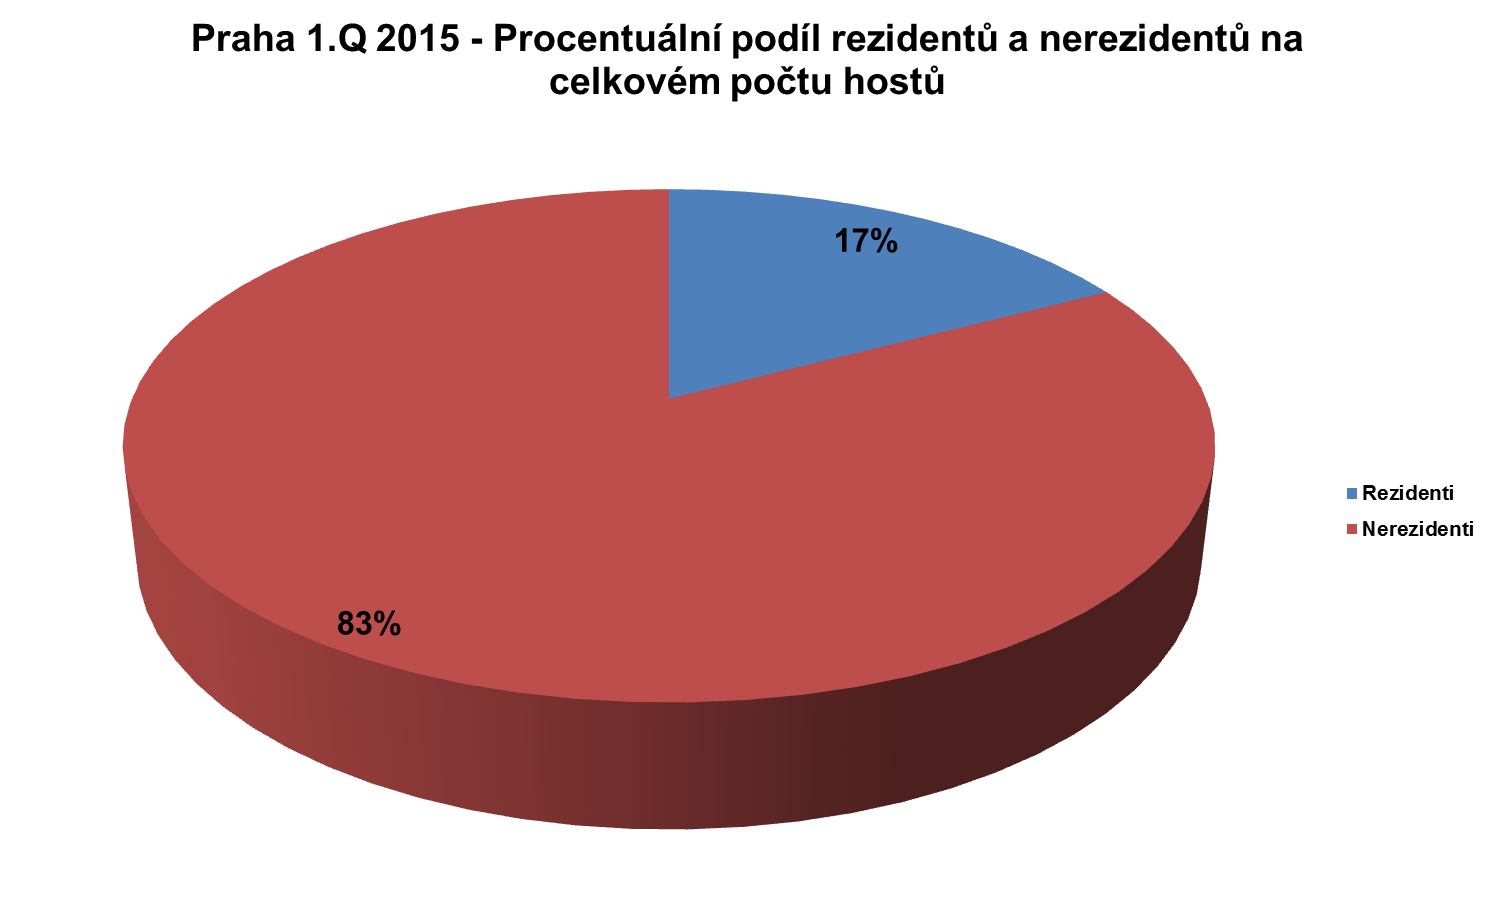 Praha 1.Q 2015 - Procentuální podíl rezidentů a nerezidentů na
celkovém počtu hostů
17%
Rezidenti
Nerezidenti
83%